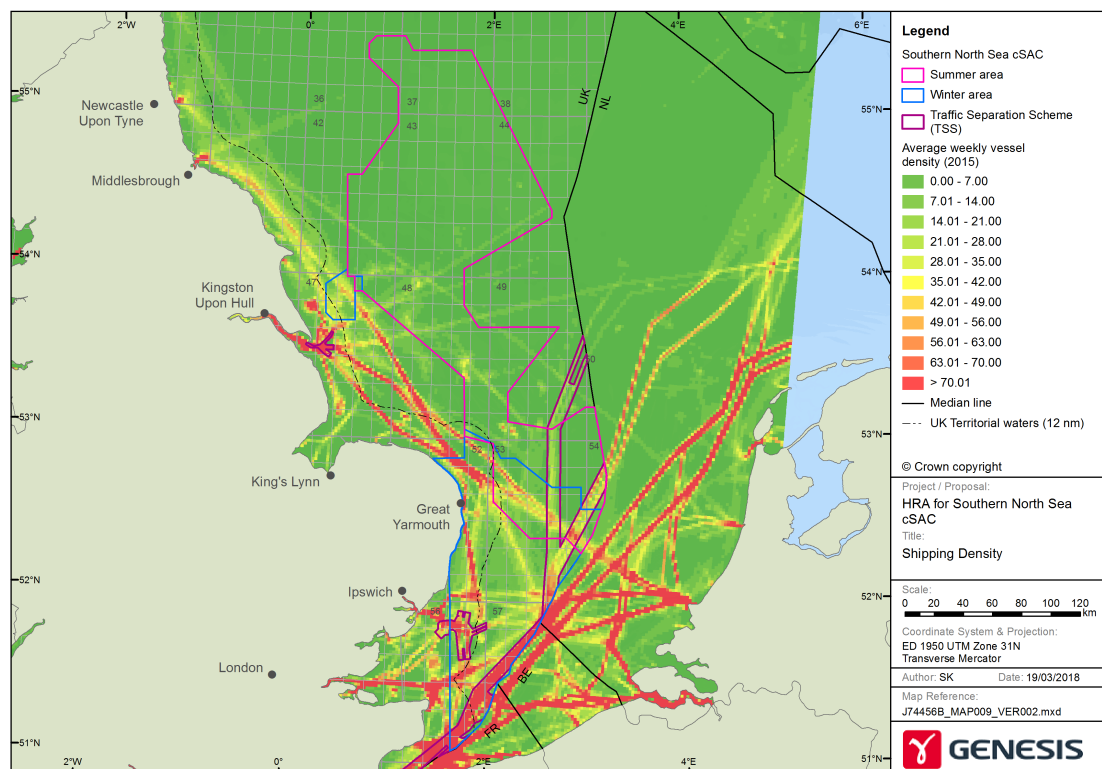 2°W
0°
2°E
4°E
6°E
55°N
55°N
Newcastle
Upon Tyne
Middlesbrough
36
37
38
42
43
44
UK
NL
54°N
54°N
Kingston
Upon Hull
47
48
49
50
53°N
53°N
52
53
54
King's Lynn
Great
Yarmouth
52°N
52°N
Ipswich
56
57
London
BE
FR
51°N
51°N
2°W
0°
2°E
4°E
Legend
Southern North Sea cSAC
Summer area
Winter area
Traffic Separation Scheme
(TSS)
Average weekly vessel
density (2015)
0.00 - 7.00
7.01 - 14.00
14.01 - 21.00
21.01 - 28.00
28.01 - 35.00
35.01 - 42.00
42.01 - 49.00
49.01 - 56.00
56.01 - 63.00
63.01 - 70.00
> 70.01
Median line
UK Territorial waters (12 nm)
© Crown copyright
Project / Proposal:
HRA for Southern North Sea
cSAC
Title:
Shipping Density
Scale:
0 20 40 60 80 100 120
km
Coordinate System & Projection:
ED 1950 UTM Zone 31N
Transverse Mercator
Author: SK Date: 19/03/2018
Map Reference:
J74456B_MAP009_VER002.mxd
GENESIS